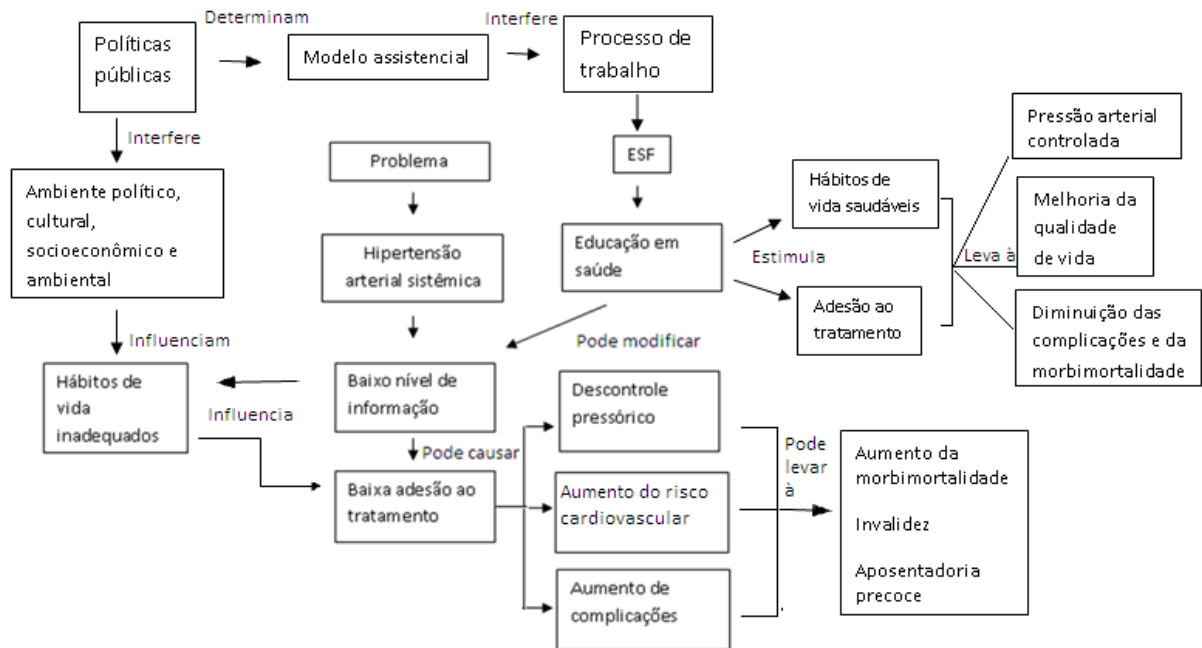 Determinam
Interfere
Políticas
públicas
Modelo assistencial
Processo de
trabalho
Interfere
Problema
ESF
Pressão arterial
controlada
Ambiente político,
cultural,
socioeconômico e
ambiental
Hipertensão
arterial sistêmica
Educação em
saúde
Hábitos de
vida saudáveis
Estimula
Adesão ao
tratamento
Leva à
Melhoria da
qualidade
de vida
Diminuição das
complicações e da
morbimortalidade
Influenciam
Pode modificar
Hábitos de
vida
inadequados
Influencia
Baixo nível de
informação
Pode causar
Baixa adesão ao
tratamento
Descontrole
pressórico
Aumento do risco
cardiovascular
Aumento de
complicações
Pode
levar
à
Aumento da
morbimortalidade
Invalidez
Aposentadoria
precoce